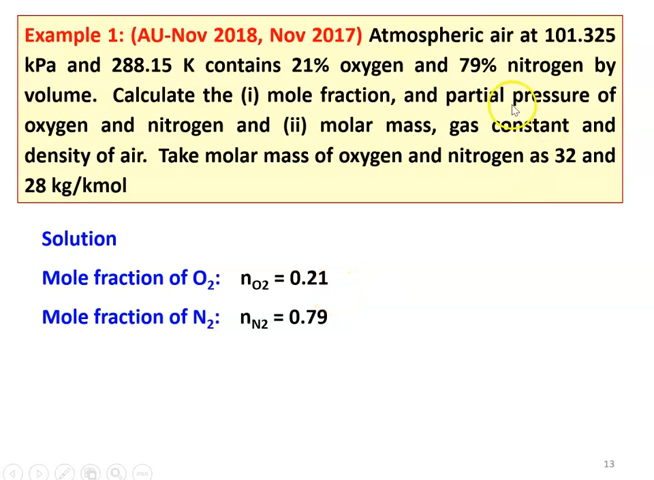 Example 1: (AU-Nov 2018, Nov 2017) Atmospheric air at 101.325
kPa and 288.15 K contains 21% oxygen and 79% nitrogen by
volume. Calculate the (i) mole fraction, and partial pressure of
oxygen and nitrogen and (ii) molar mass, gas constant and
density of air. Take molar mass of oxygen and nitrogen as 32 and
28 kg/kmol
Solution
Mole fraction of O₂: n_O2 = 0.21
Mole fraction of N₂: n_N2 = 0.79
13